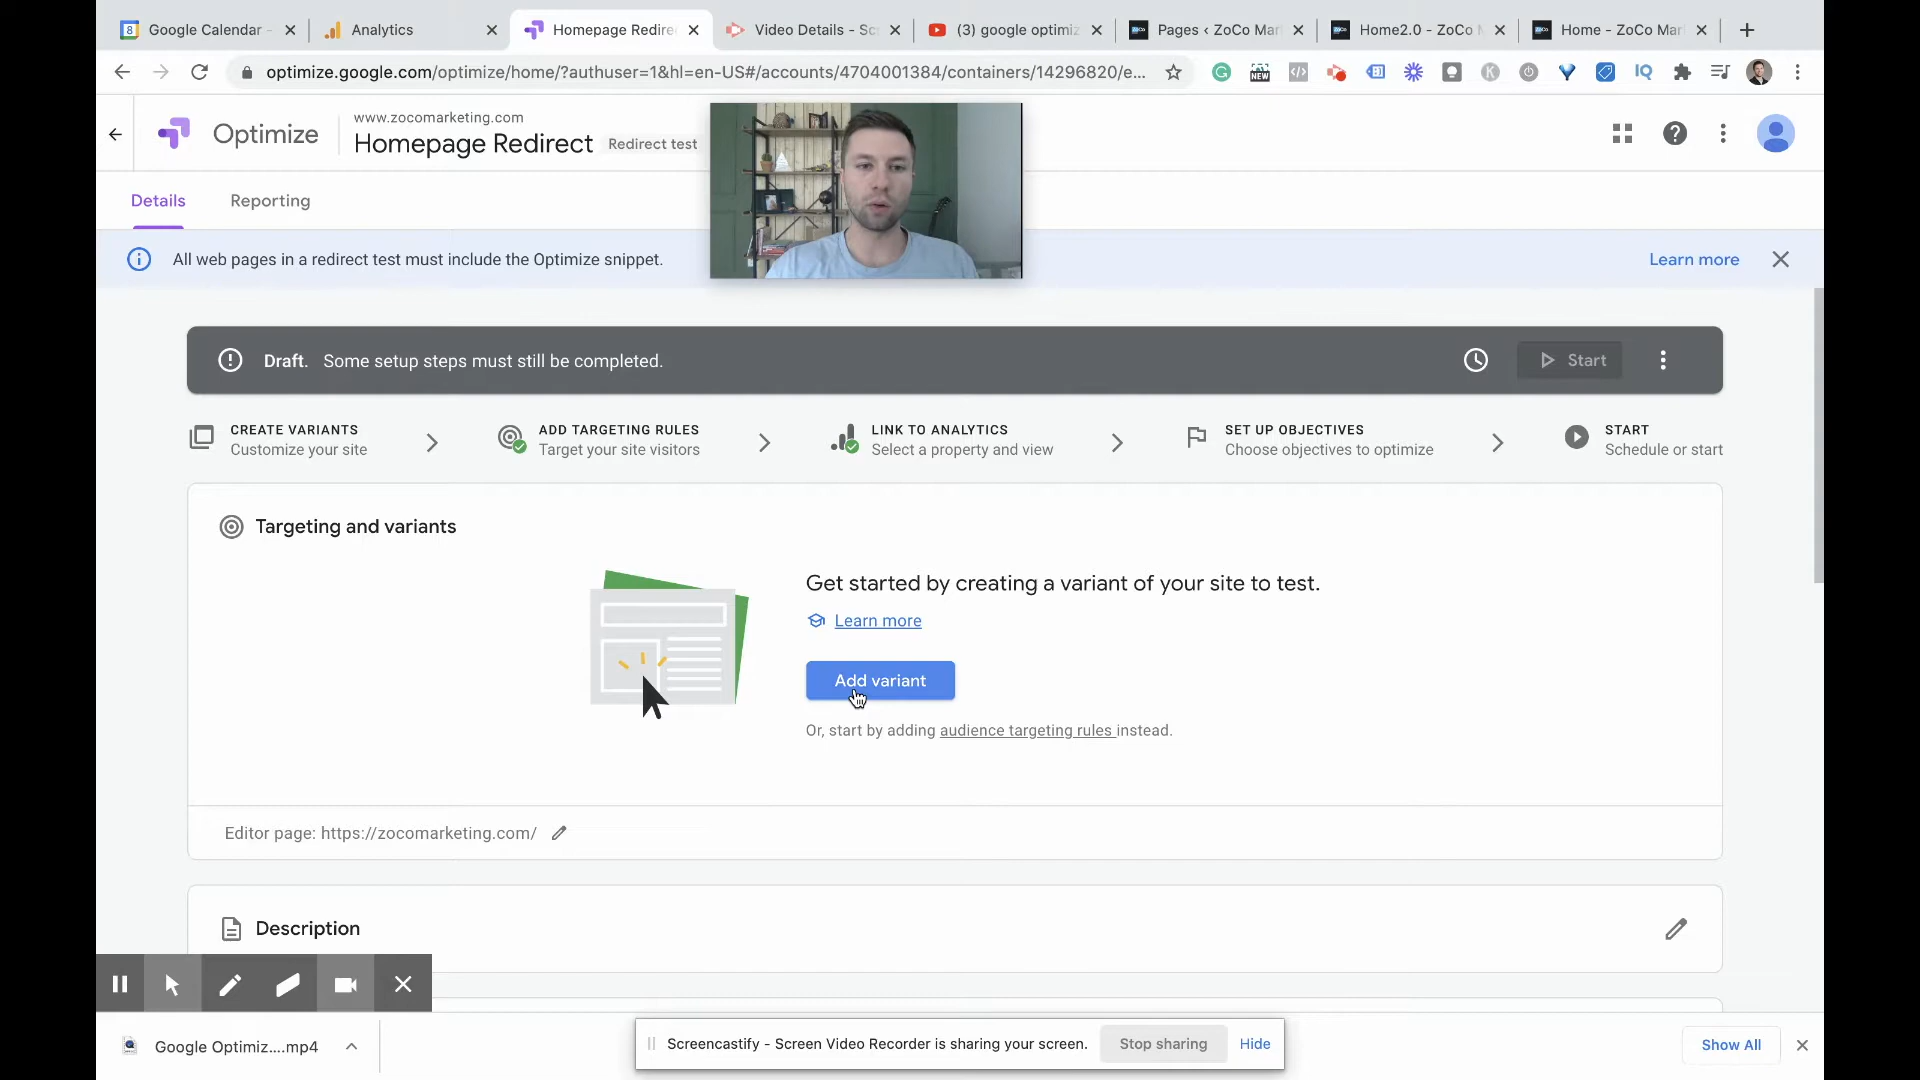 Google Calendar -
Analytics
Homepage Redire
Video Details - Sc
(3) google optimiz
Pages ‹ ZoCo Mar
Home2.0 - ZoCo M
Home - ZoCo Mar
optimize.google.com/optimize/home/?authuser=1&hl=en-US#/accounts/4704001384/containers/14296820/e...
NEW
IQ
Optimize
www.zocomarketing.com
Homepage Redirect
Redirect test
Details
Reporting
All web pages in a redirect test must include the Optimize snippet.
Learn more
Draft. Some setup steps must still be completed.
Start
CREATE VARIANTS
Customize your site
ADD TARGETING RULES
Target your site visitors
LINK TO ANALYTICS
Select a property and view
SET UP OBJECTIVES
Choose objectives to optimize
START
Schedule or start
Targeting and variants
Get started by creating a variant of your site to test.
Learn more
Add variant
Or, start by adding audience targeting rules instead.
Editor page: https://zocomarketing.com/
Description
Google Optimiz....mp4
Screencastify - Screen Video Recorder is sharing your screen.
Stop sharing
Hide
Show All